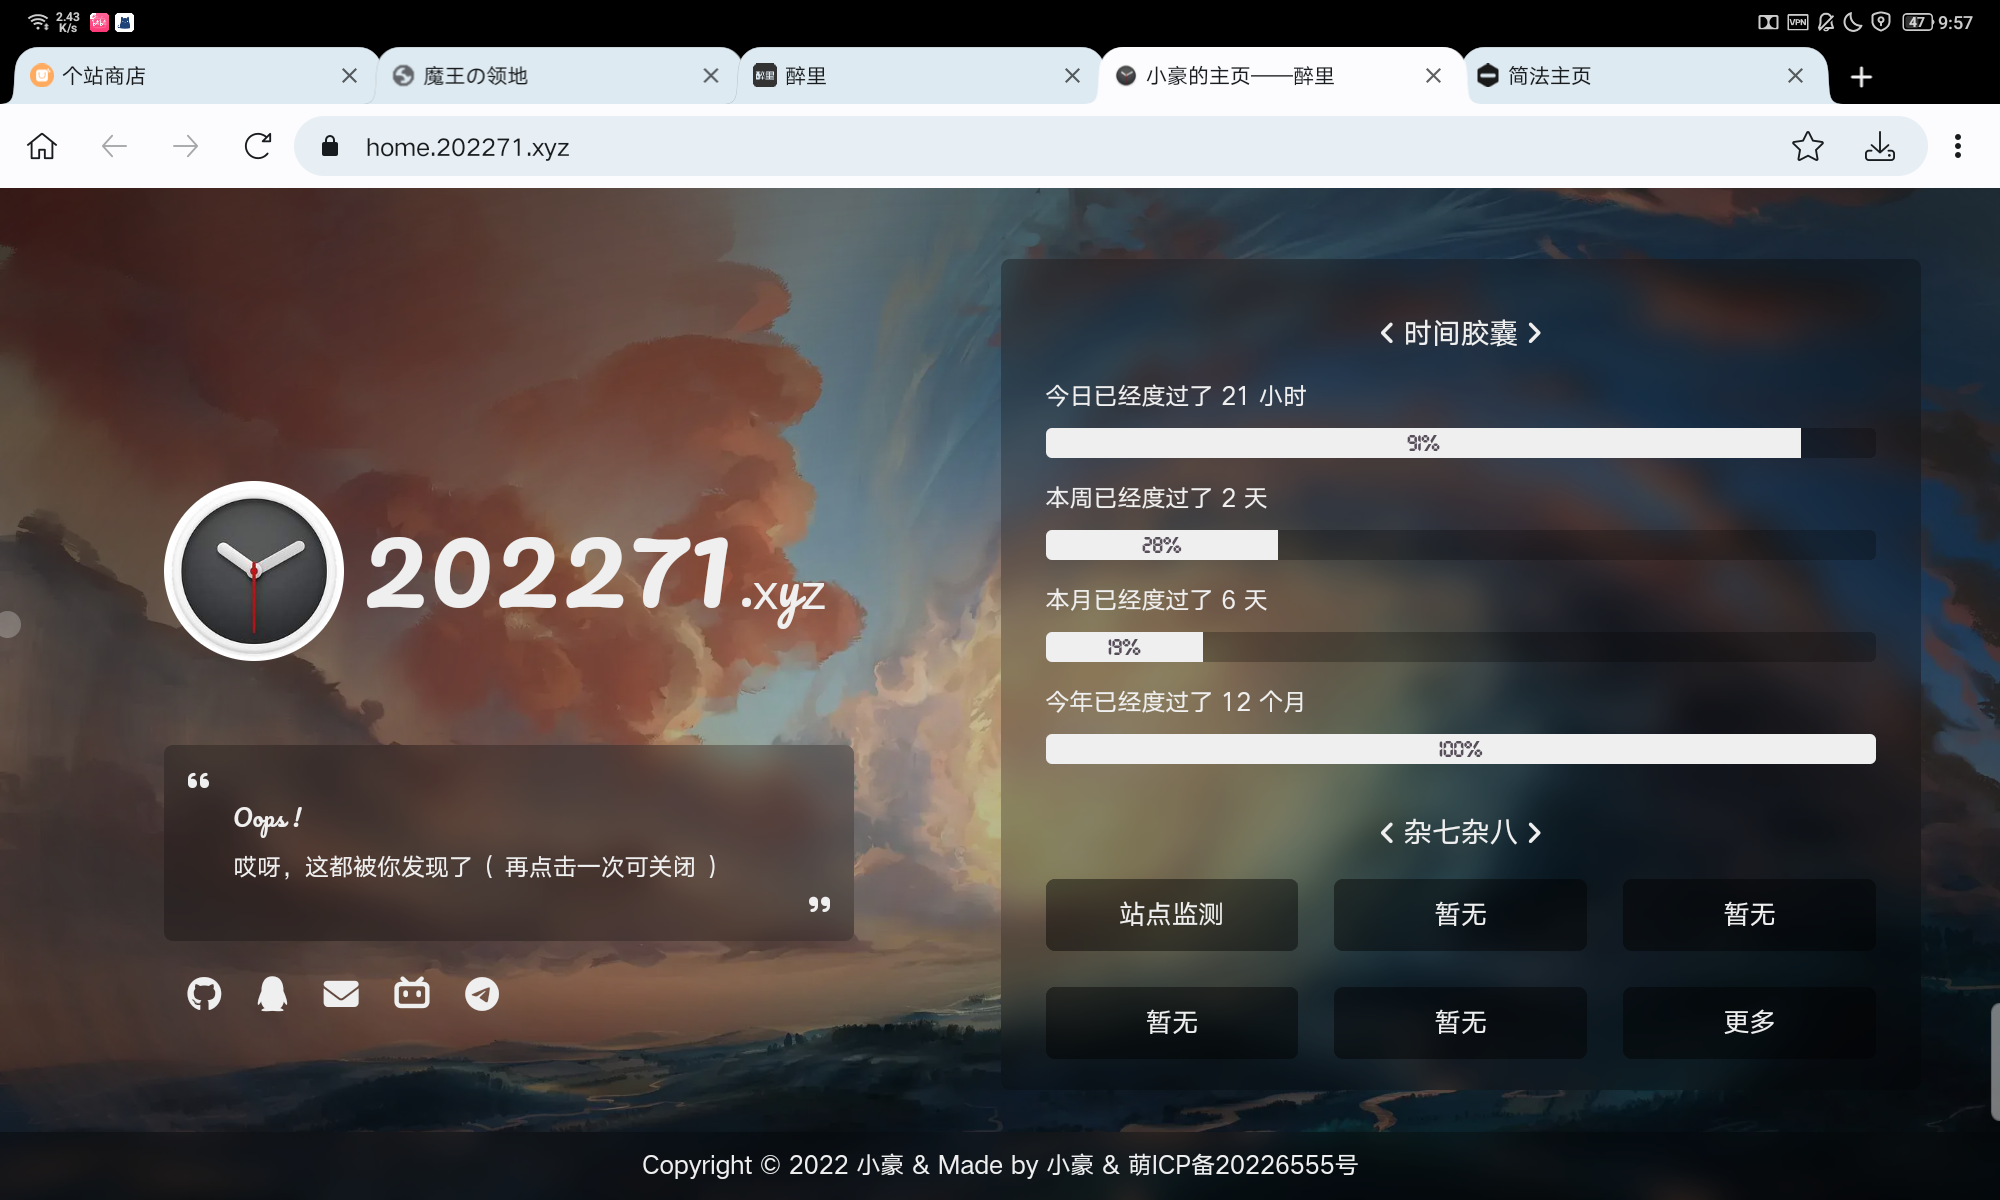 2.43
K/s
VPN
47
9:57
个站商店
魔王の领地
醉里
醉里
小豪的主页——醉里
简法主页
home.202271.xyz
202271.xyz
“
Oops !
哎呀，这都被你发现了（ 再点击一次可关闭 ）
”
时间胶囊
今日已经度过了 21 小时
91%
本周已经度过了 2 天
28%
本月已经度过了 6 天
19%
今年已经度过了 12 个月
100%
杂七杂八
站点监测
暂无
暂无
暂无
暂无
更多
Copyright © 2022 小豪 & Made by 小豪 & 萌ICP备20226555号